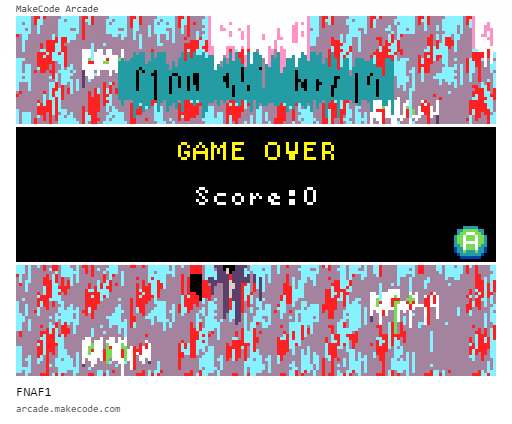 MakeCode Arcade
GAME OVER
Score:0
A
FNAF1
arcade.makecode.com